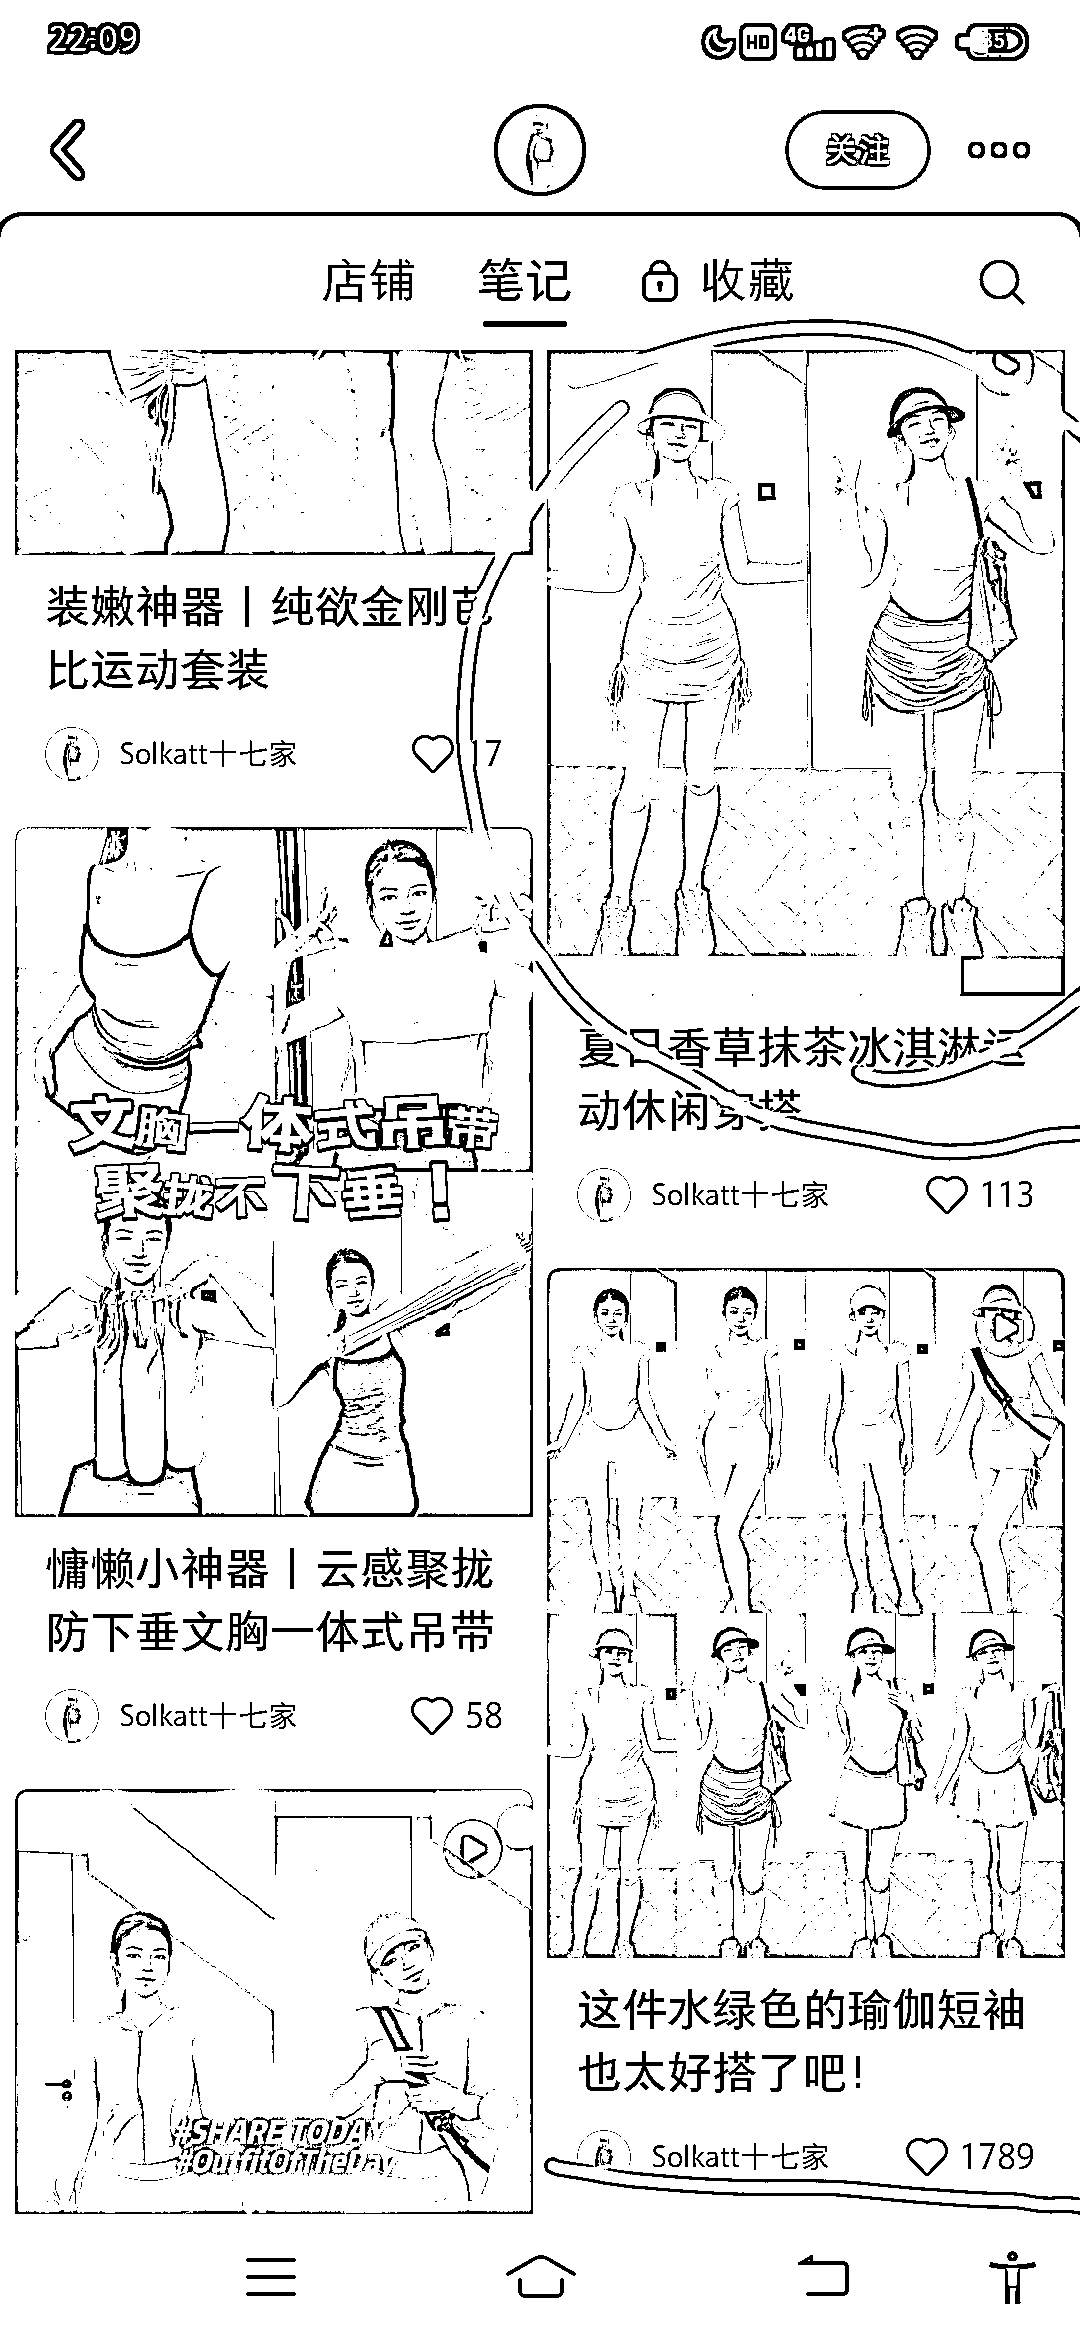 22:09
HD 4G 35
关注
店铺 笔记 收藏
装嫩神器丨纯欲金刚芭
比运动套装
Solkatt十七家 17
文胸一体式吊带
聚拢不下垂！
慵懒小神器丨云感聚拢
防下垂文胸一体式吊带
Solkatt十七家 58
#SHARE TODAY
#OutfitOfTheDay
夏日香草抹茶冰淇淋运
动休闲穿搭
Solkatt十七家 113
这件水绿色的瑜伽短袖
也太好搭了吧！
Solkatt十七家 1789